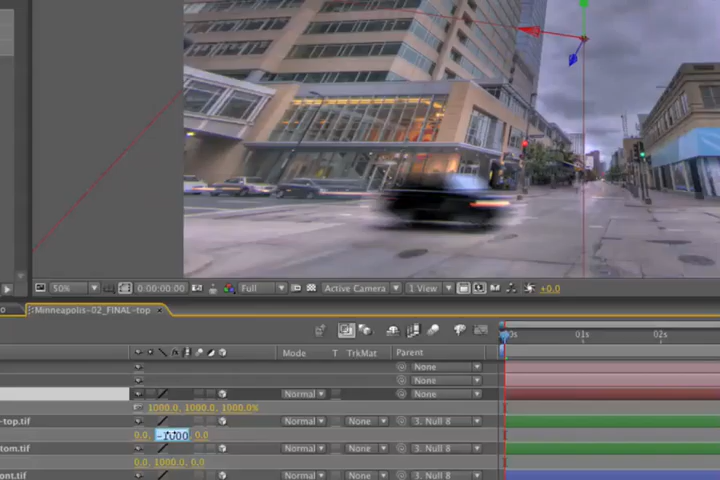 50%
0:00:00:00
Full
Active Camera
1 View
+0.0
Minneapolis-02_FINAL-top
00s
01s
02s
Mode
T
TrkMat
Parent
None
None
Normal
None
1000.0, 1000.0, 1000.0%
-top.tif
Normal
None
3. Null 8
0.0, -1000 0.0
tom.tif
Normal
None
3. Null 8
0.0, 1000.0, 0.0
ont.tif
Normal
None
3. Null 8